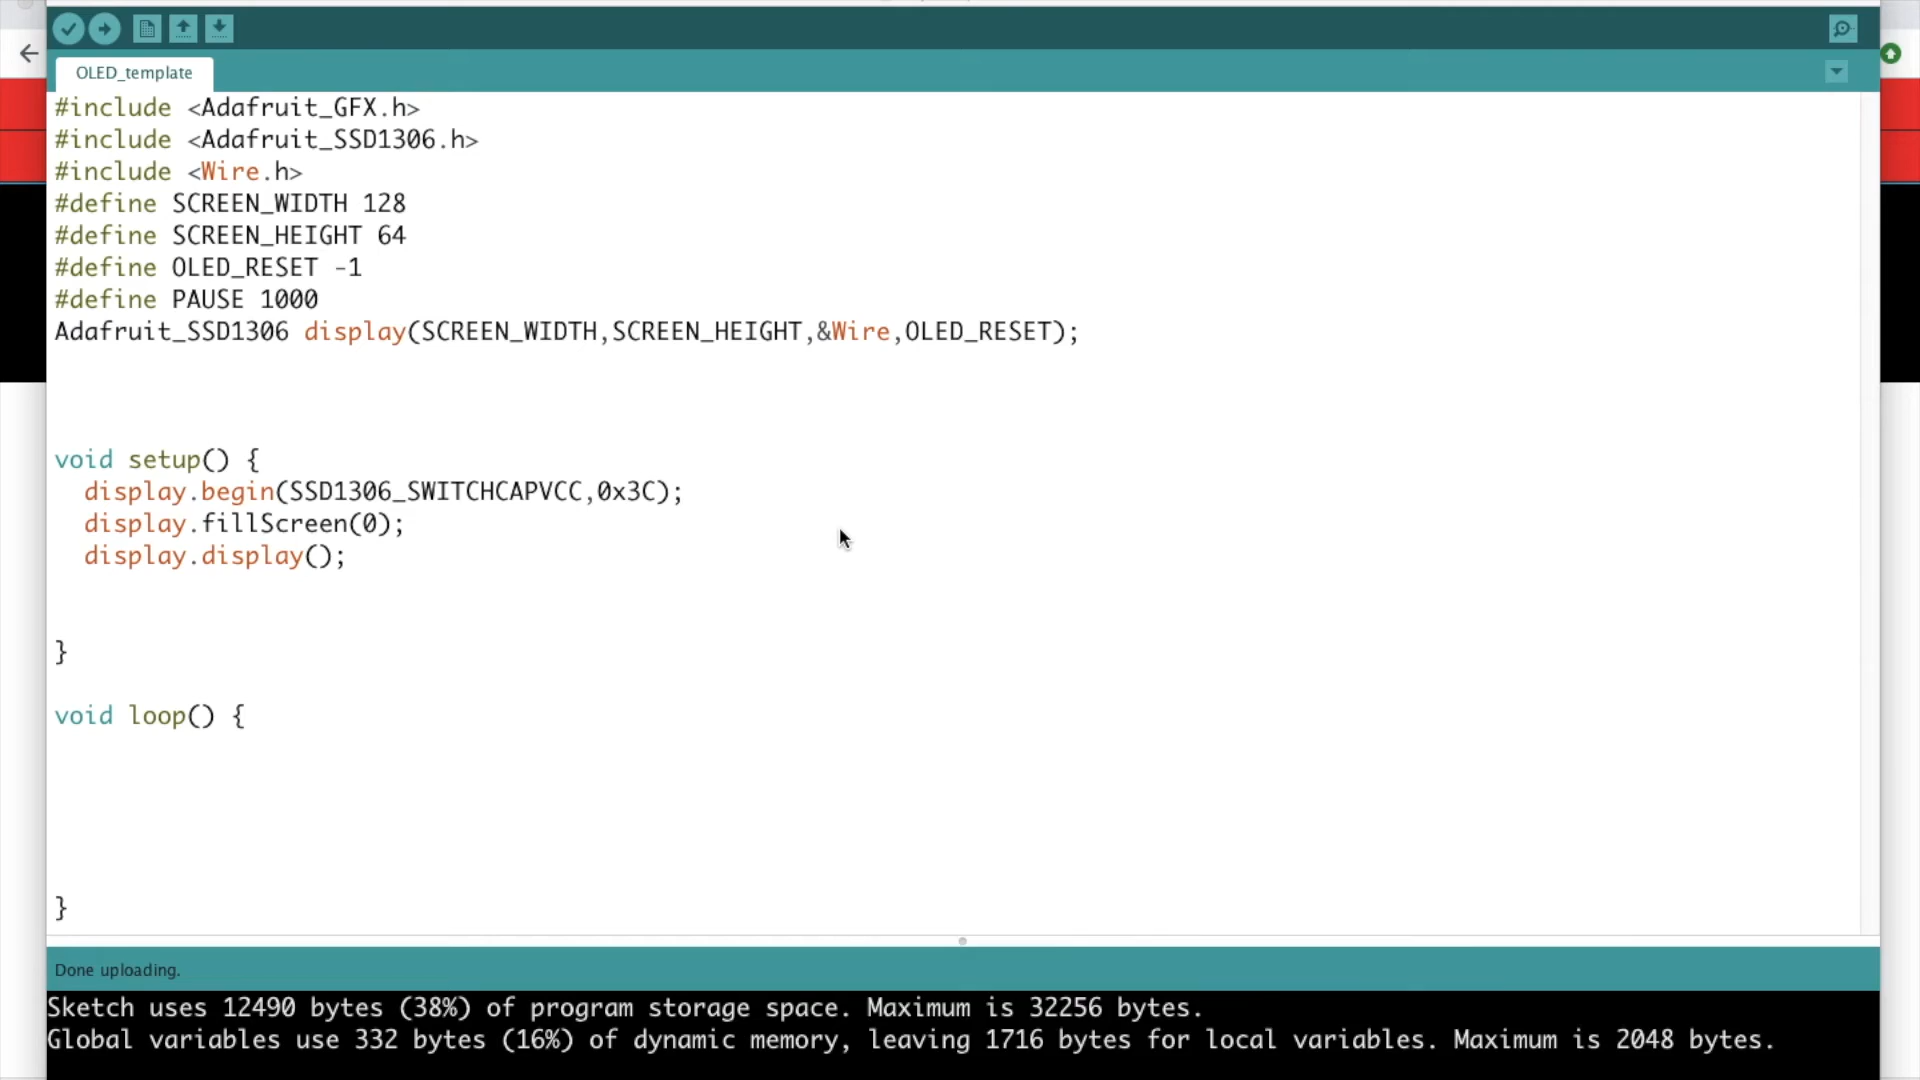 OLED_template
#include <Adafruit_GFX.h>
#include <Adafruit_SSD1306.h>
#include <Wire.h>
#define SCREEN_WIDTH 128
#define SCREEN_HEIGHT 64
#define OLED_RESET -1
#define PAUSE 1000
Adafruit_SSD1306 display(SCREEN_WIDTH,SCREEN_HEIGHT,&Wire,OLED_RESET);
void setup() {
display.begin(SSD1306_SWITCHCAPVCC,0x3C);
display.fillScreen(0);
display.display();
}
void loop() {
}
Done uploading.
Sketch uses 12490 bytes (38%) of program storage space. Maximum is 32256 bytes.
Global variables use 332 bytes (16%) of dynamic memory, leaving 1716 bytes for local variables. Maximum is 2048 bytes.